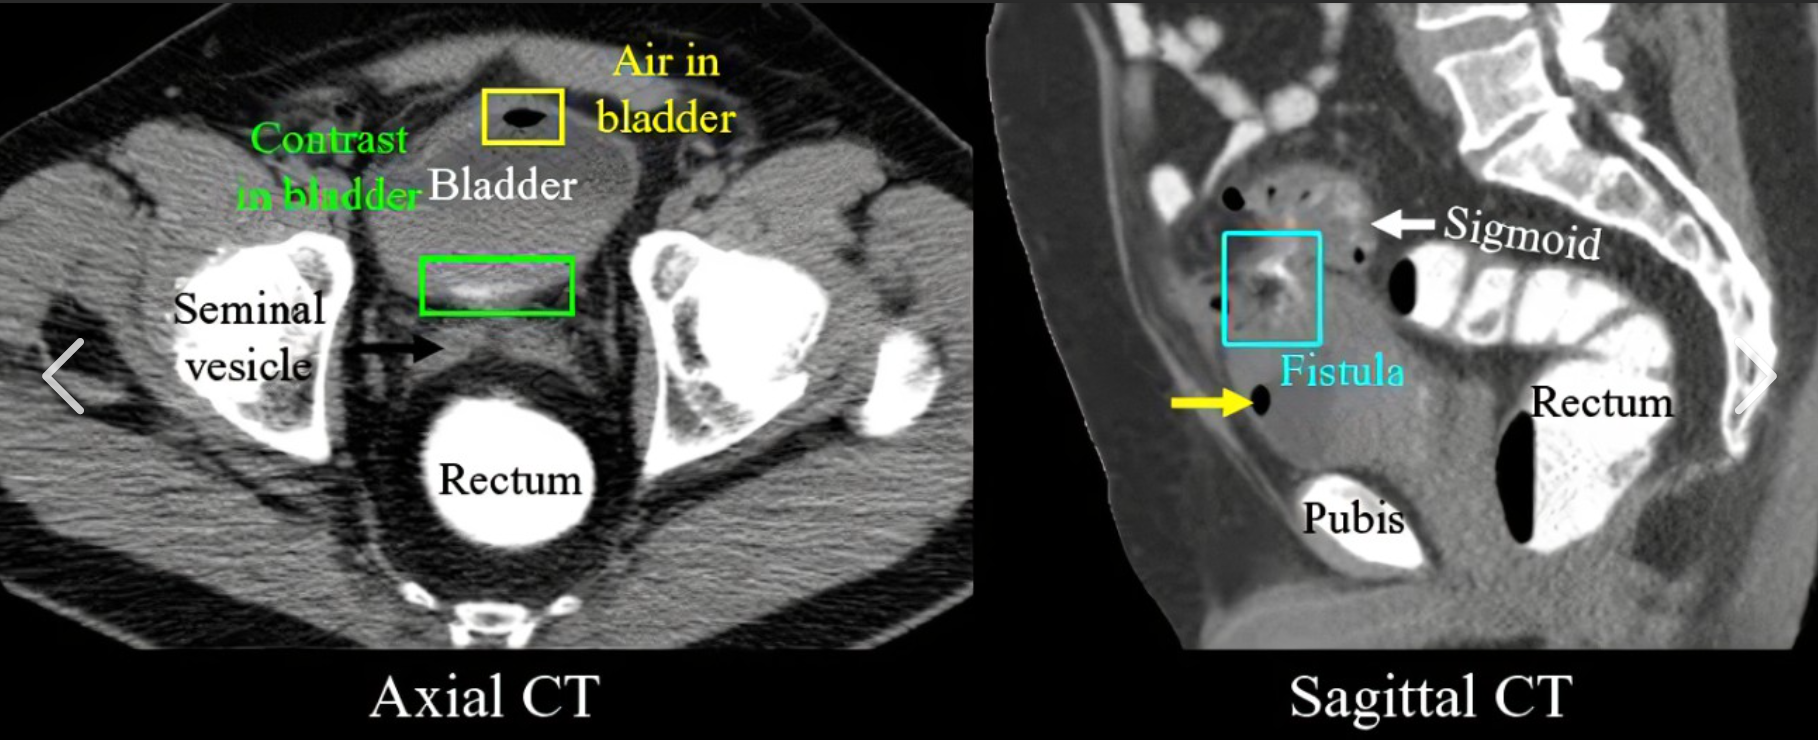 Air in
bladder
Contrast
in bladder
Bladder
Seminal
vesicle
Rectum
Axial CT
Sigmoid
Fistula
Rectum
Pubis
Sagittal CT